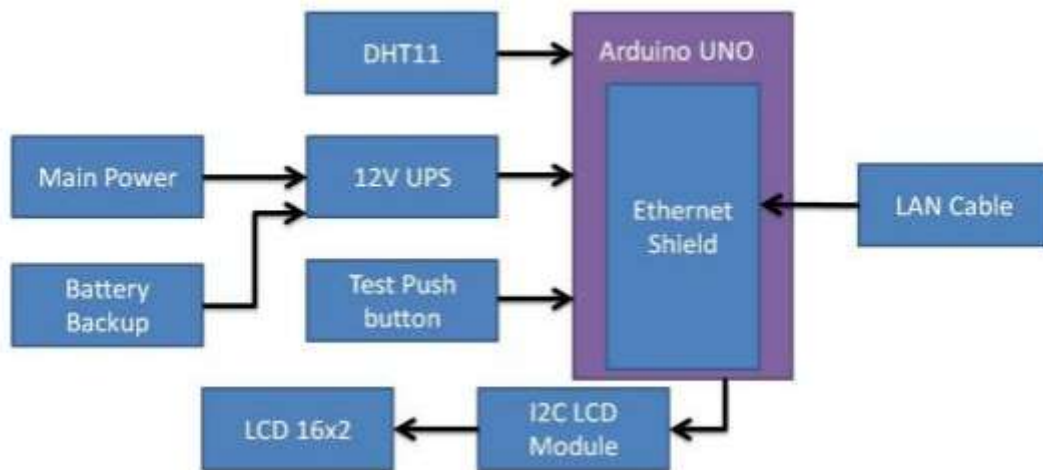 DHT11
Arduino UNO
Main Power
12V UPS
Ethernet
Shield
LAN Cable
Battery
Backup
Test Push
button
LCD 16x2
I2C LCD
Module